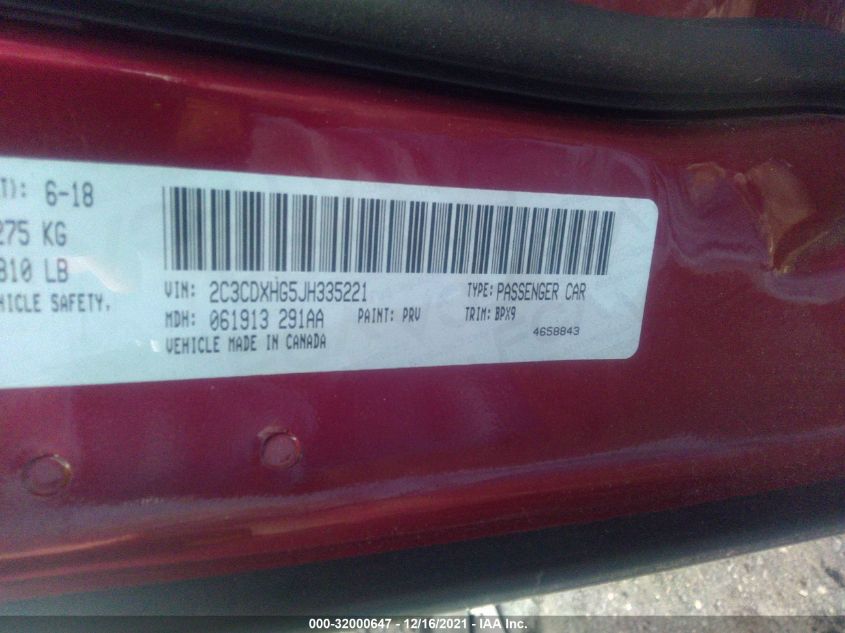 T): 6-18
275 KG
810 LB
HICLE SAFETY,
VIN: 2C3CDXHG5JH335221 TYPE: PASSENGER CAR
MDH: 061913 291AA PAINT: PRV TRIM: BPX9
VEHICLE MADE IN CANADA 4658843
000-32000647 - 12/16/2021 - IAA Inc.